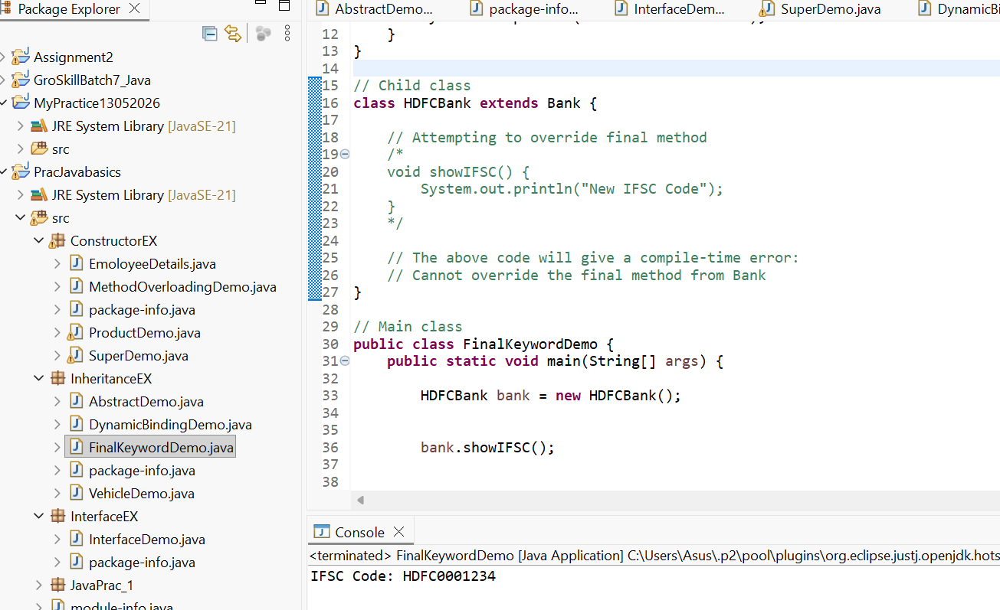 Package Explorer
Assignment2
GroSkillBatch7_Java
MyPractice13052026
JRE System Library [JavaSE-21]
src
PracJavabasics
JRE System Library [JavaSE-21]
src
ConstructorEX
EmoloyeeDetails.java
MethodOverloadingDemo.java
package-info.java
ProductDemo.java
SuperDemo.java
InheritanceEX
AbstractDemo.java
DynamicBindingDemo.java
FinalKeywordDemo.java
package-info.java
VehicleDemo.java
InterfaceEX
InterfaceDemo.java
package-info.java
JavaPrac_1
module-info.java
AbstractDemo... package-info... InterfaceDem... SuperDemo.java DynamicBi
12 }
13 }
14
15 // Child class
16 class HDFCBank extends Bank {
17
18 // Attempting to override final method
19 /*
20 void showIFSC() {
21 System.out.println("New IFSC Code");
22 }
23 */
24
25 // The above code will give a compile-time error:
26 // Cannot override the final method from Bank
27 }
28
29 // Main class
30 public class FinalKeywordDemo {
31 public static void main(String[] args) {
32
33 HDFCBank bank = new HDFCBank();
34
35
36 bank.showIFSC();
37
38
Console
<terminated> FinalKeywordDemo [Java Application] C:\Users\Asus\.p2\pool\plugins\org.eclipse.justj.openjdk.hots
IFSC Code: HDFC0001234